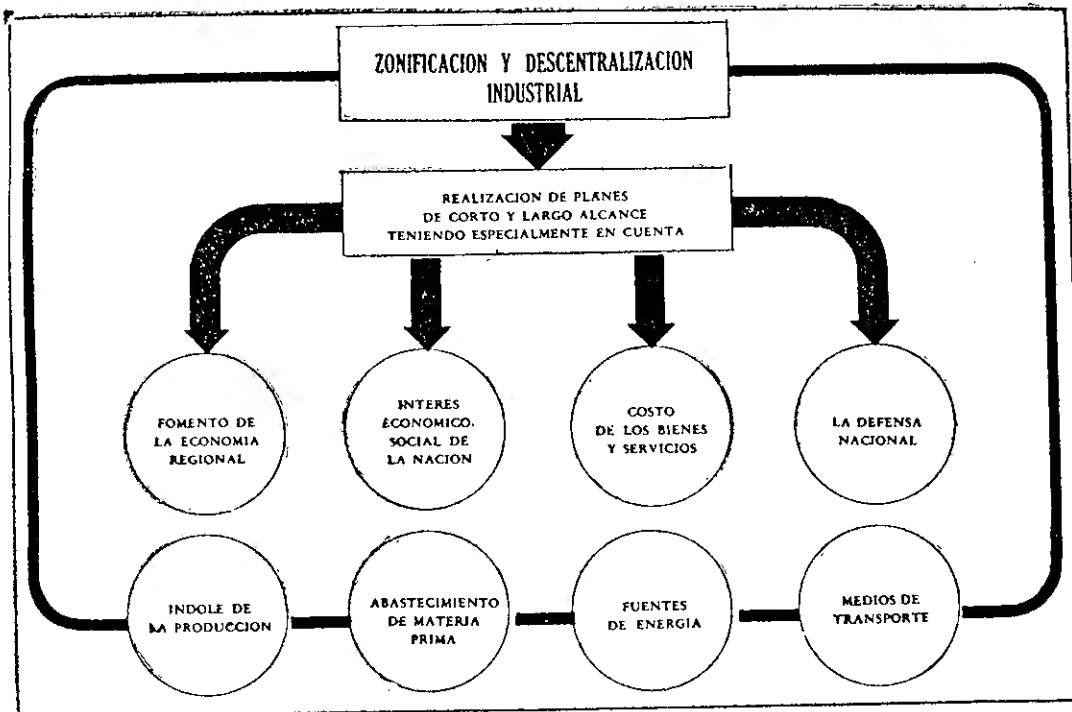 ZONIFICACION Y DESCENTRALIZACION
INDUSTRIAL
REALIZACION DE PLANES
DE CORTO Y LARGO ALCANCE
TENIENDO ESPECIALMENTE EN CUENTA
FOMENTO DE
LA ECONOMIA
REGIONAL
INTERES
ECONOMICO.
SOCIAL DE
LA NACION
COSTO
DE LOS BIENES
Y SERVICIOS
LA DEFENSA
NACIONAL
INDOLE DE
LA PRODUCCION
ABASTECIMIENTO
DE MATERIA
PRIMA
FUENTES
DE ENERGIA
MEDIOS DE
TRANSPORTE